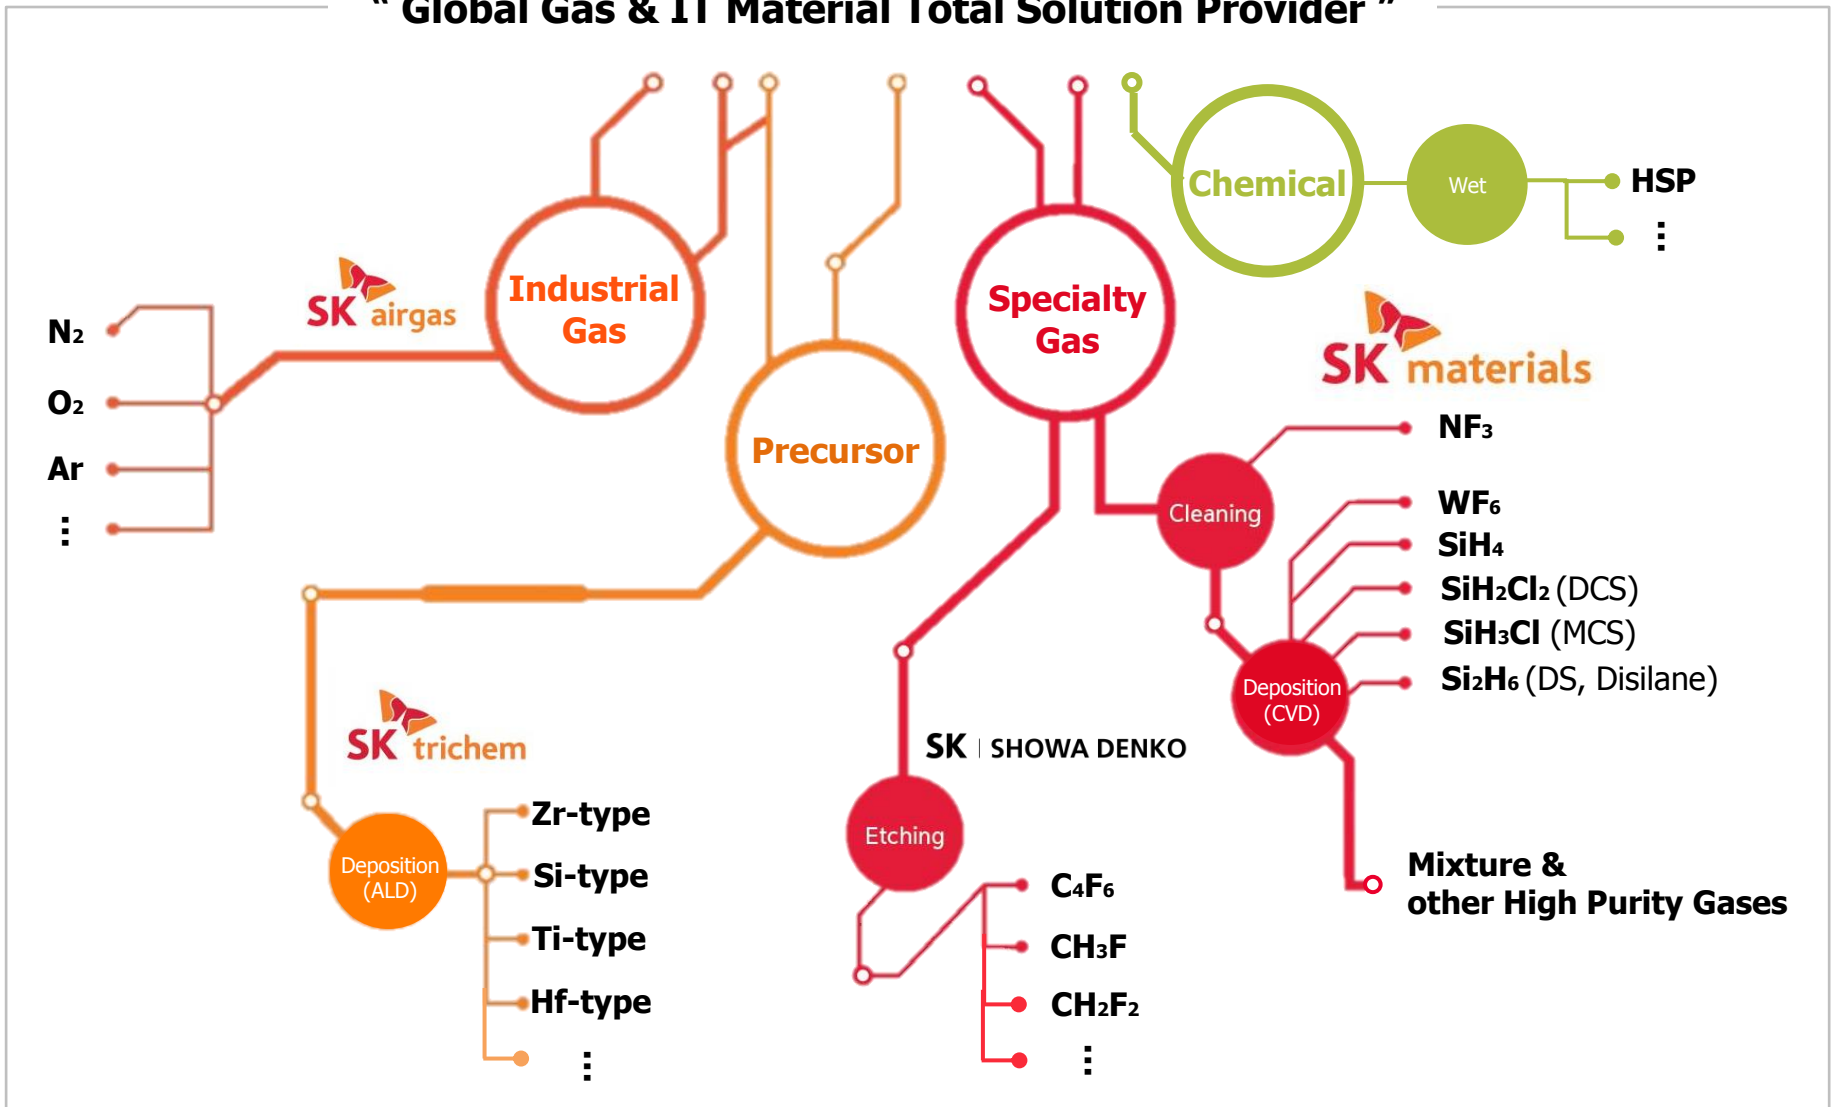 “ Global Gas & IT Material Total Solution Provider ”
Chemical
Wet
HSP
⋮
Industrial
Gas
SK airgas
N₂
O₂
Ar
⋮
Precursor
Specialty
Gas
SK materials
Cleaning
NF₃
WF₆
SiH₄
SiH₂Cl₂ (DCS)
SiH₃Cl (MCS)
Si₂H₆ (DS, Disilane)
Deposition
(CVD)
Mixture &
other High Purity Gases
SK trichem
Deposition
(ALD)
Zr-type
Si-type
Ti-type
Hf-type
⋮
SK | SHOWA DENKO
Etching
C₄F₆
CH₃F
CH₂F₂
⋮